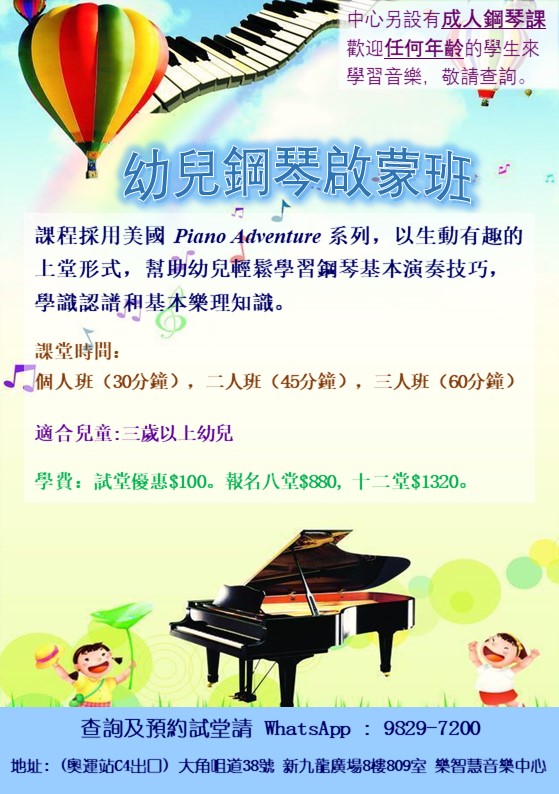 中心另設有成人鋼琴課
歡迎任何年齡的學生來
學習音樂, 敬請查詢。
幼兒鋼琴啟蒙班
課程採用美國 Piano Adventure 系列，以生動有趣的
上堂形式，幫助幼兒輕鬆學習鋼琴基本演奏技巧，
學識認譜和基本樂理知識。
課堂時間：
個人班（30分鐘），二人班（45分鐘），三人班（60分鐘）
適合兒童:三歲以上幼兒
學費：試堂優惠$100。報名八堂$880, 十二堂$1320。
查詢及預約試堂請 WhatsApp : 9829-7200
地址: (奧運站C4出口) 大角咀道38號 新九龍廣場8樓809室 樂智慧音樂中心